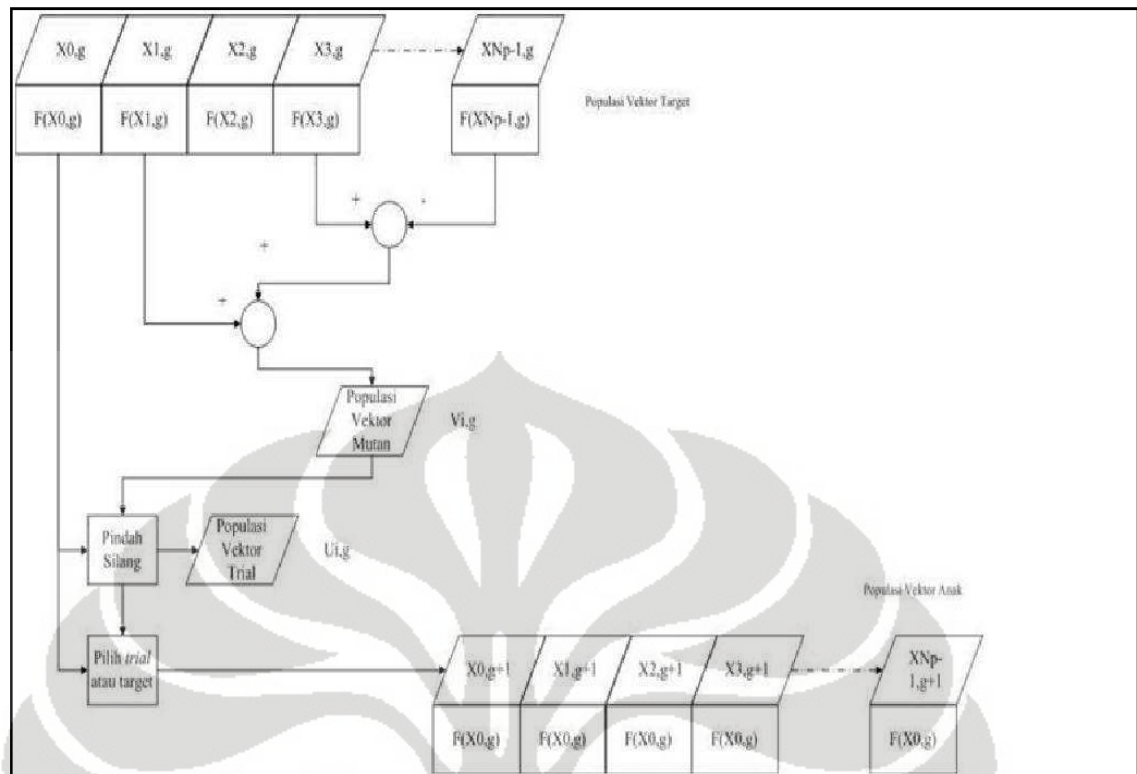 X0,g X1,g X2,g X3,g XNp-1,g
F(X0,g) F(X1,g) F(X2,g) F(X3,g) F(XNp-1,g)
Populasi Vektor Target
+ -
+
+
Populasi
Vektor
Mutan
Vi,g
Pindah
Silang
Populasi
Vektor
Trial
Ui,g
Populasi Vektor Anak
Pilih trial
atau target
X0,g+1 X1,g+1 X2,g+1 X3,g+1 XNp-
1,g+1
F(X0,g) F(X0,g) F(X0,g) F(X0,g) F(X0,g)